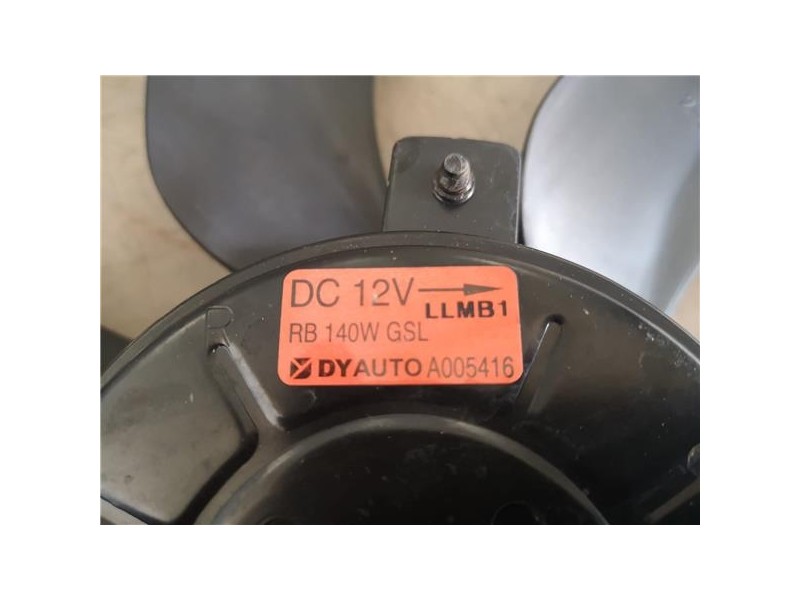 R
DC 12V
LLMB1
RB 140W GSL
DYAUTO A005416